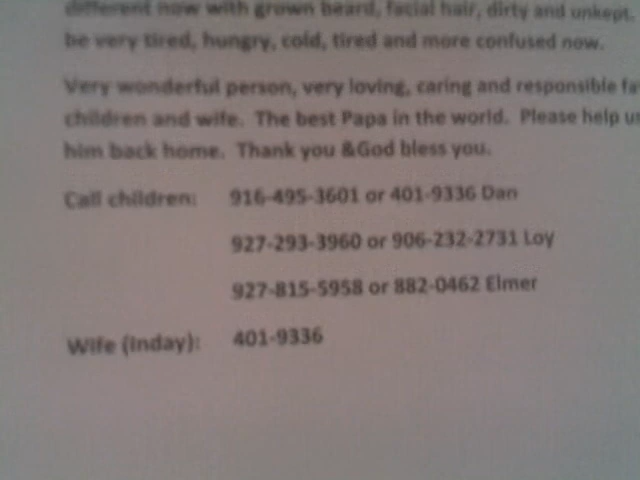 different now with grown beard, facial hair, dirty and unkept.
be very tired, hungry, cold, tired and more confused now.
Very wonderful person, very loving, caring and responsible fa
children and wife. The best Papa in the world. Please help us
him back home. Thank you &God bless you.
Call children: 916-495-3601 or 401-9336 Dan
927-293-3960 or 906-232-2731 Loy
927-815-5958 or 882-0462 Elmer
Wife (Inday): 401-9336